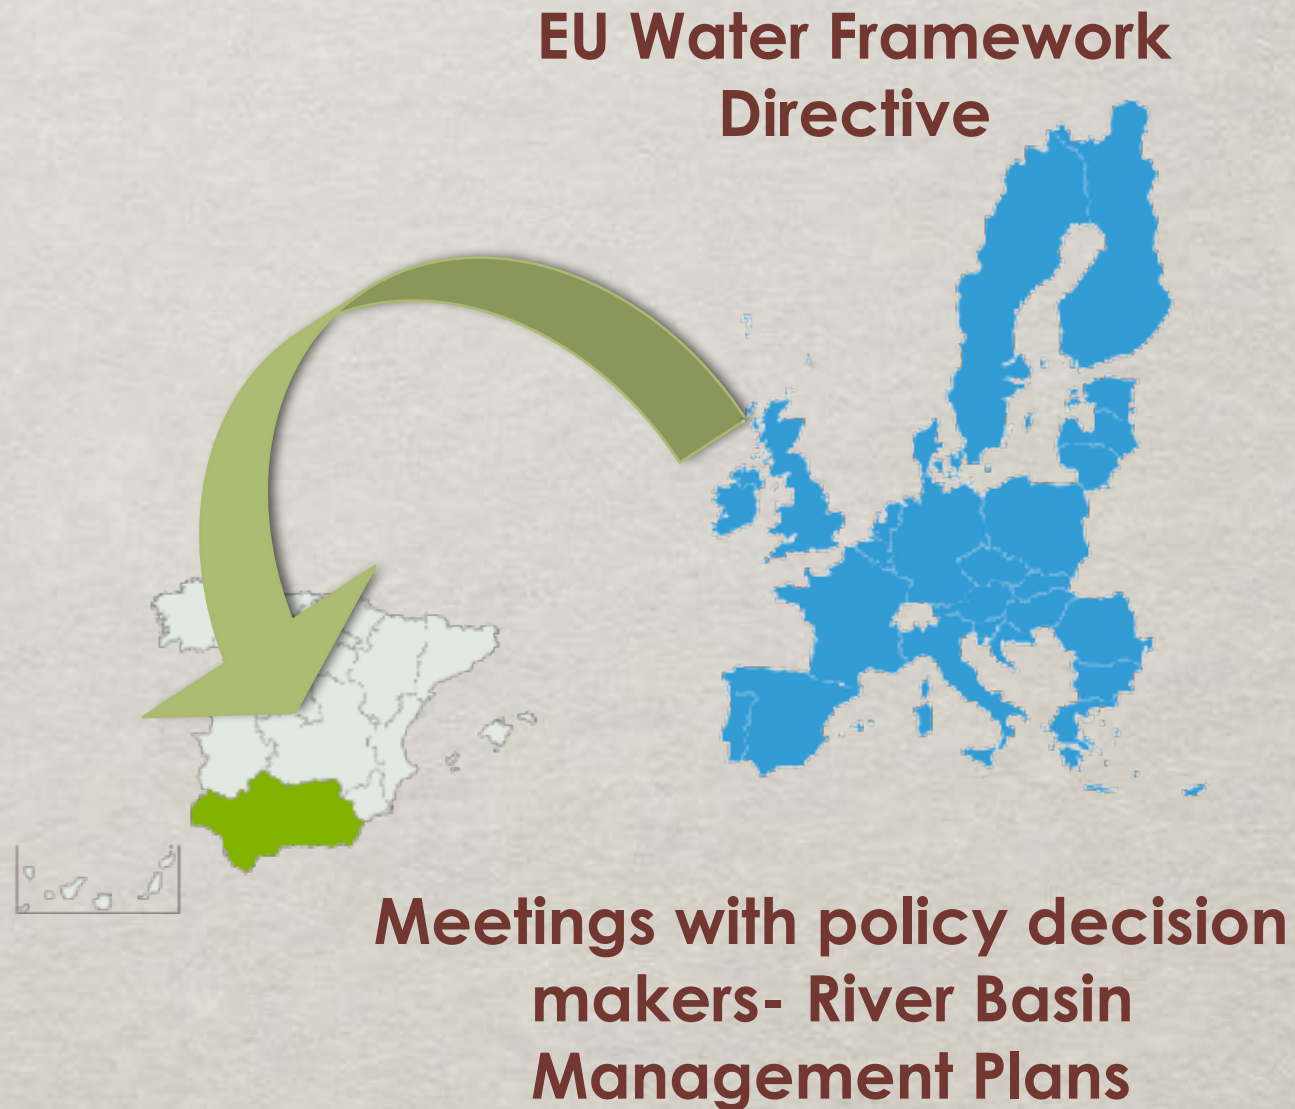 EU Water Framework
Directive
Meetings with policy decision
makers- River Basin
Management Plans